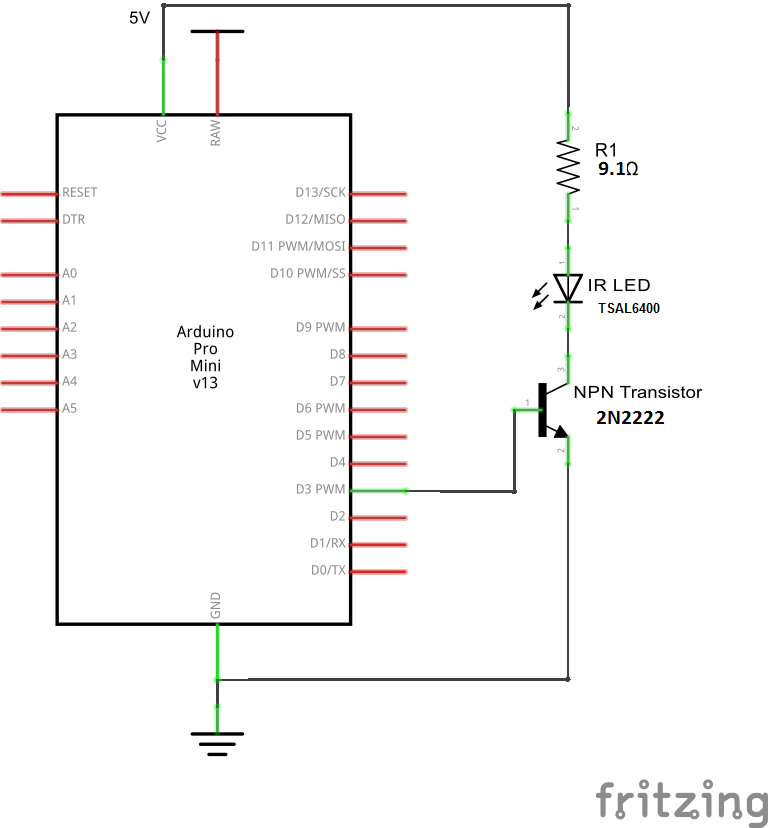 5V
VCC
RAW
RESET
DTR
A0
A1
A2
A3
A4
A5
D13/SCK
D12/MISO
D11 PWM/MOSI
D10 PWM/SS
D9 PWM
D8
D7
D6 PWM
D5 PWM
D4
D3 PWM
D2
D1/RX
D0/TX
Arduino
Pro
Mini
v13
GND
2
R1
9.1Ω
1
1
IR LED
TSAL6400
2
3
NPN Transistor
2N2222
1
2
fritzing